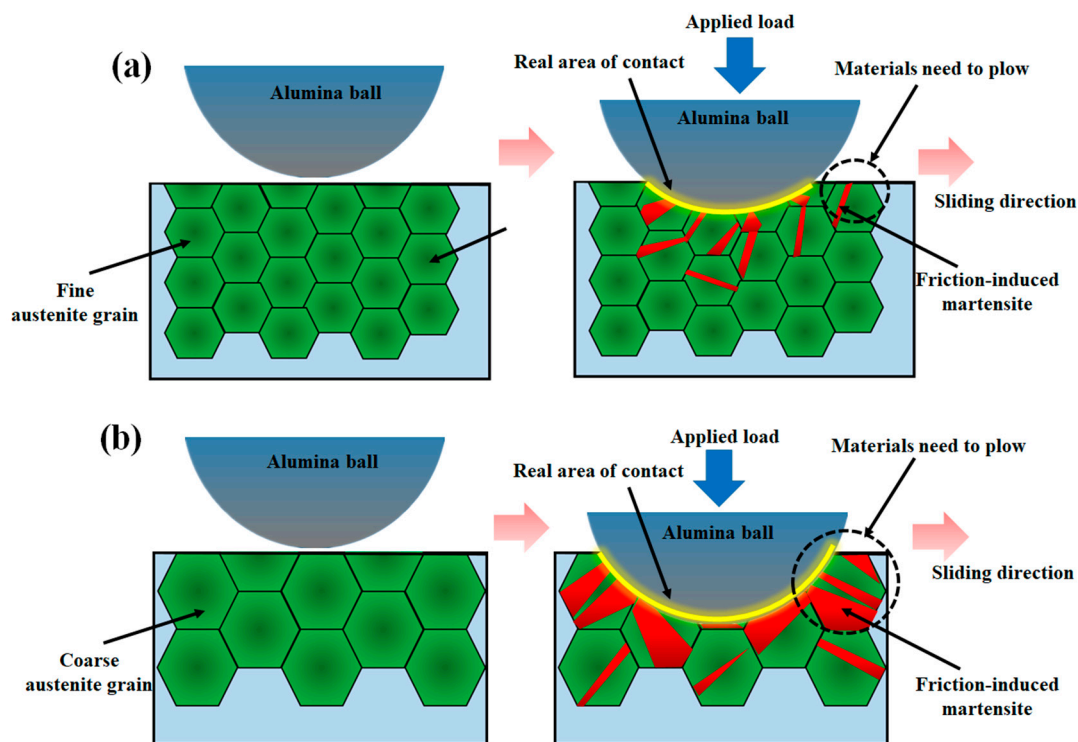 (a)
Alumina ball
Fine
austenite grain
Applied load
Real area of contact
Materials need to plow
Alumina ball
Sliding direction
Friction-induced
martensite
(b)
Alumina ball
Coarse
austenite grain
Applied load
Real area of contact
Materials need to plow
Alumina ball
Sliding direction
Friction-induced
martensite